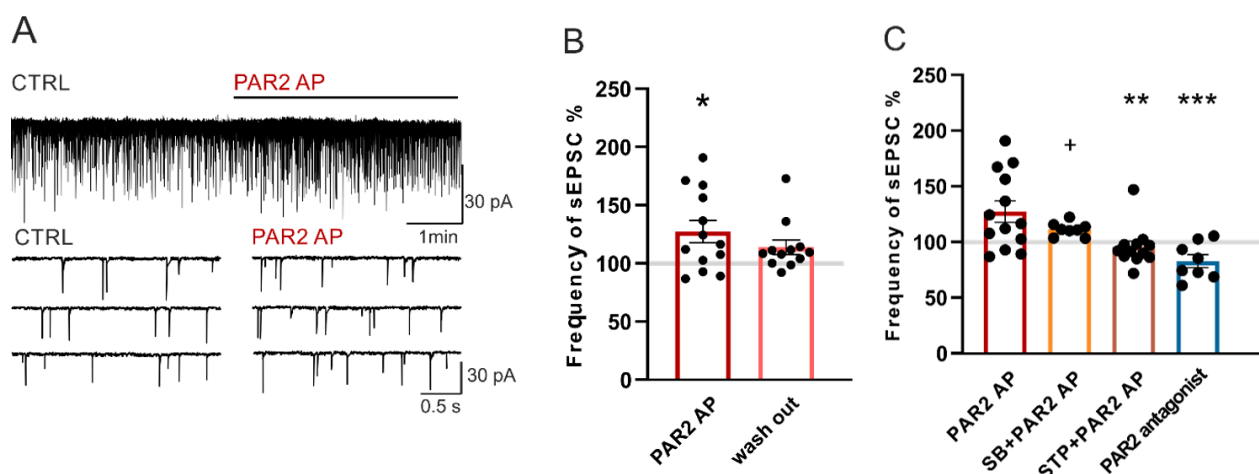 A
CTRL
PAR2 AP
30 pA
1min
CTRL
PAR2 AP
30 pA
0.5 s
B
Frequency of sEPSC %
250
200
150
100
50
0
*
PAR2 AP
wash out
C
Frequency of sEPSC %
250
200
150
100
50
0
+
**
***
PAR2 AP
SB+PAR2 AP
STP+PAR2 AP
PAR2 antagonist